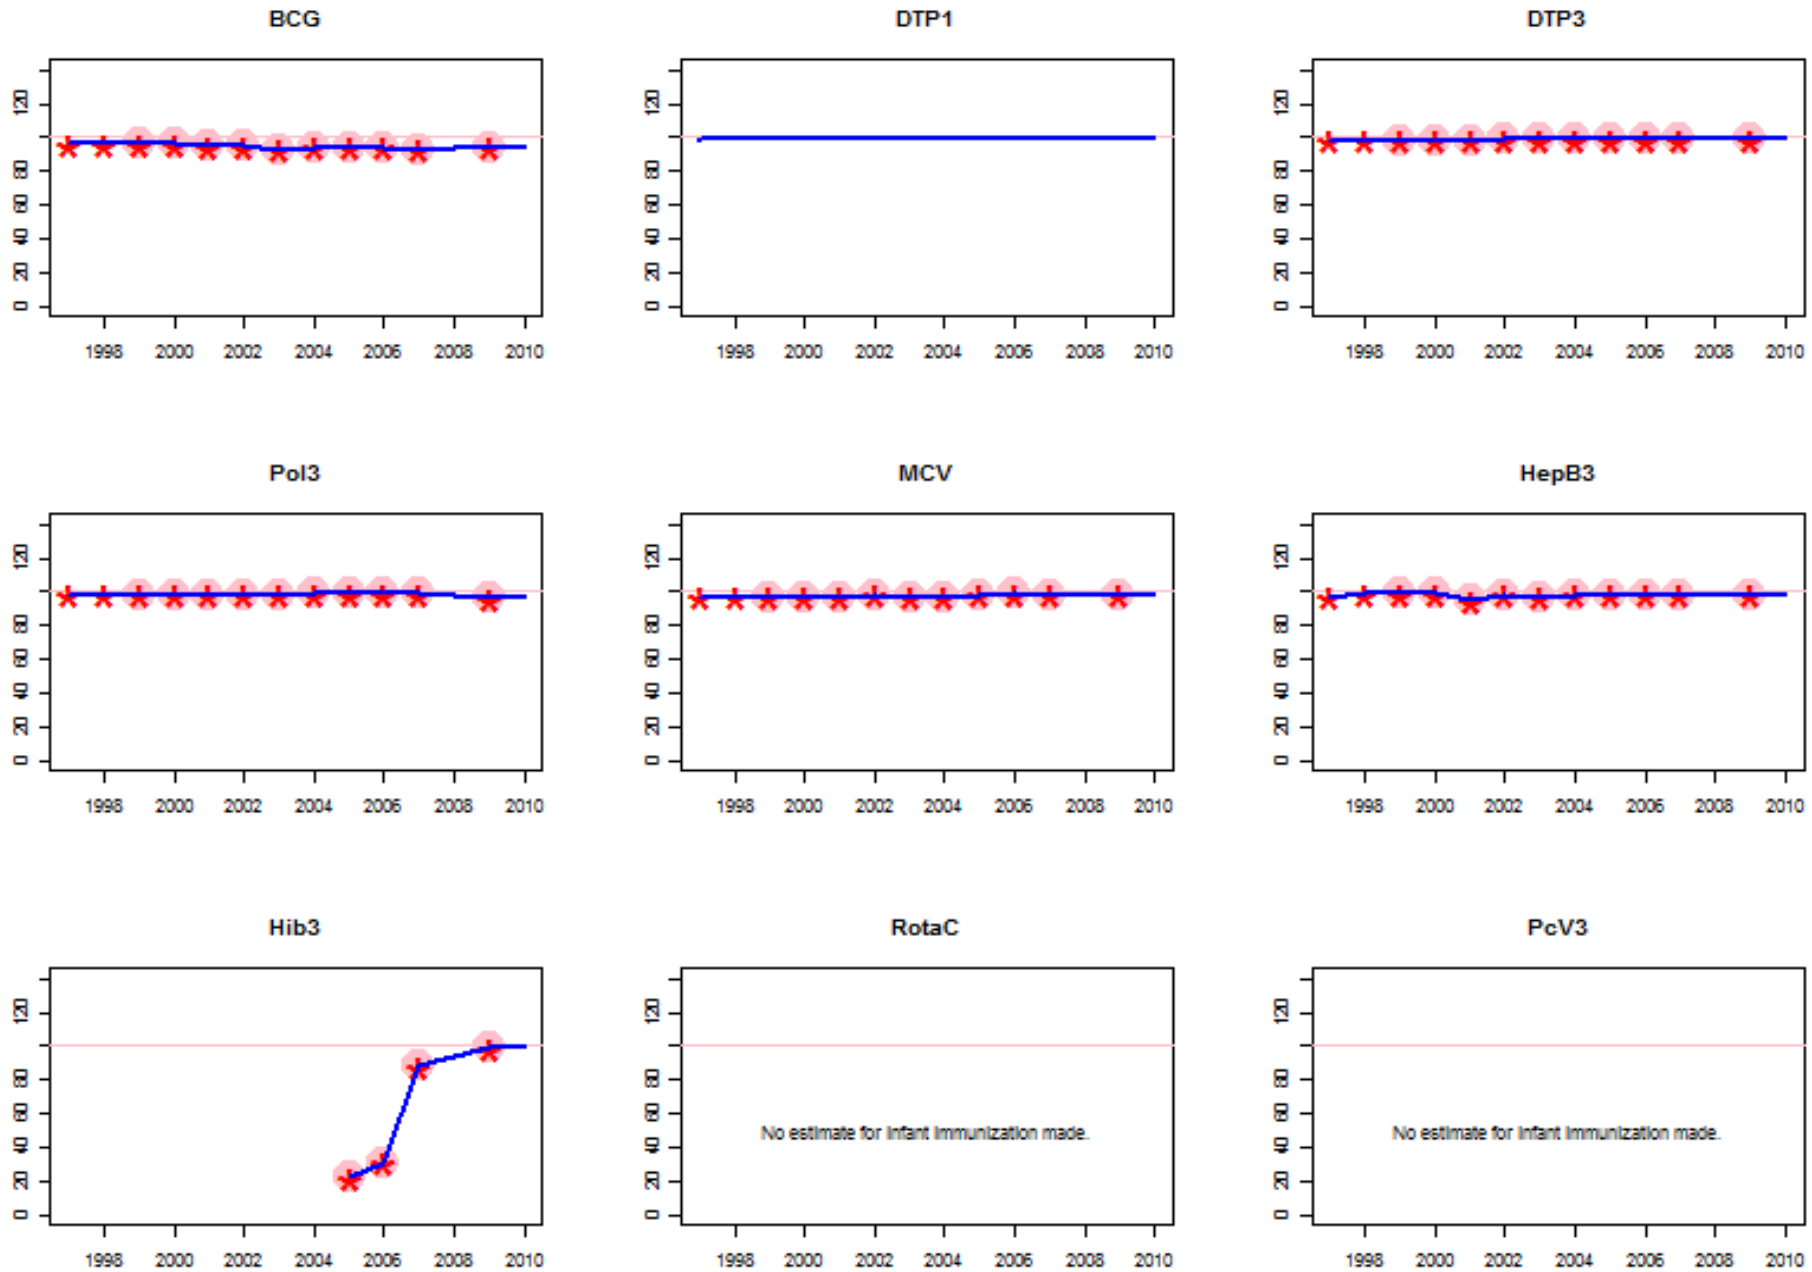 BCG DTP1 DTP3
120 120 120
80 80 80
60 60 60
40 40 40
20 20 20
0 0 0
1998 2000 2002 2004 2006 2008 2010 1998 2000 2002 2004 2006 2008 2010 1998 2000 2002 2004 2006 2008 2010
Pol3 MCV HepB3
120 120 120
80 80 80
60 60 60
40 40 40
20 20 20
0 0 0
1998 2000 2002 2004 2006 2008 2010 1998 2000 2002 2004 2006 2008 2010 1998 2000 2002 2004 2006 2008 2010
Hib3 RotaC PcV3
120 120 120
80 80 80
60 60 60
No estimate for infant immunization made. No estimate for infant immunization made.
40 40 40
20 20 20
0 0 0
1998 2000 2002 2004 2006 2008 2010 1998 2000 2002 2004 2006 2008 2010 1998 2000 2002 2004 2006 2008 2010